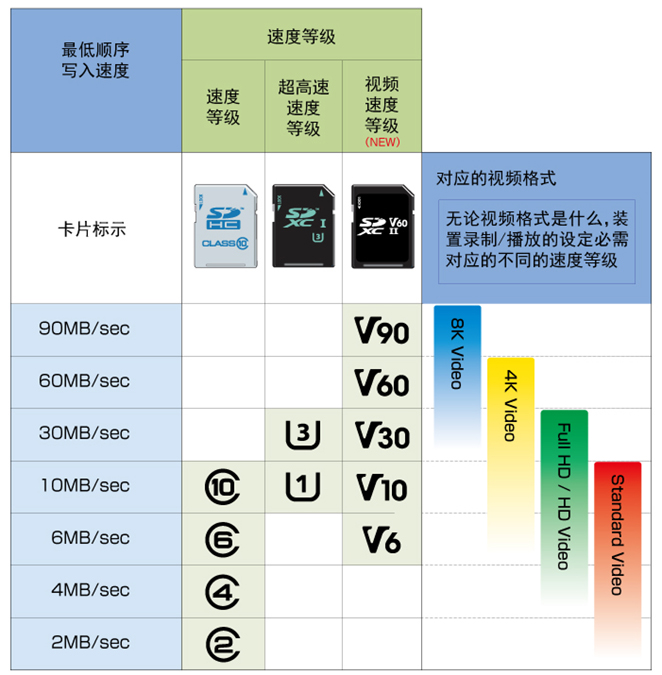 最低顺序
写入速度
速度等级
速度
等级
超高速
速度
等级
视频
速度
等级
(NEW)
卡片标示
SD
HC
CLASS10
SD
XC I
3
SD V60
XC II
对应的视频格式
无论视频格式是什么,装
置录制/播放的设定必需
对应的不同的速度等级
90MB/sec
V90
60MB/sec
V60
30MB/sec
3
V30
10MB/sec
10
1
V10
6MB/sec
6
V6
4MB/sec
4
2MB/sec
2
8K Video
4K Video
Full HD / HD Video
Standard Video